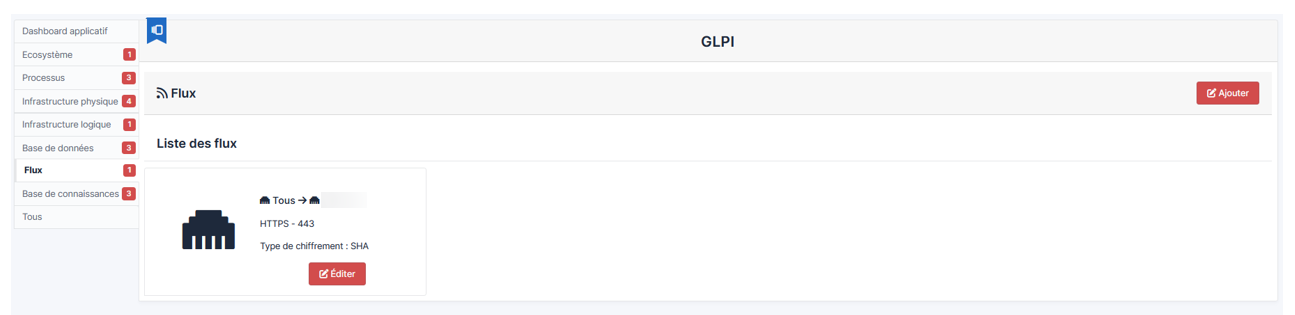 Dashboard applicatif
Ecosystème 1
Processus 3
Infrastructure physique 4
Infrastructure logique 1
Base de données 3
Flux 1
Base de connaissances 3
Tous
GLPI
Flux
Ajouter
Liste des flux
Tous →
HTTPS - 443
Type de chiffrement : SHA
Éditer